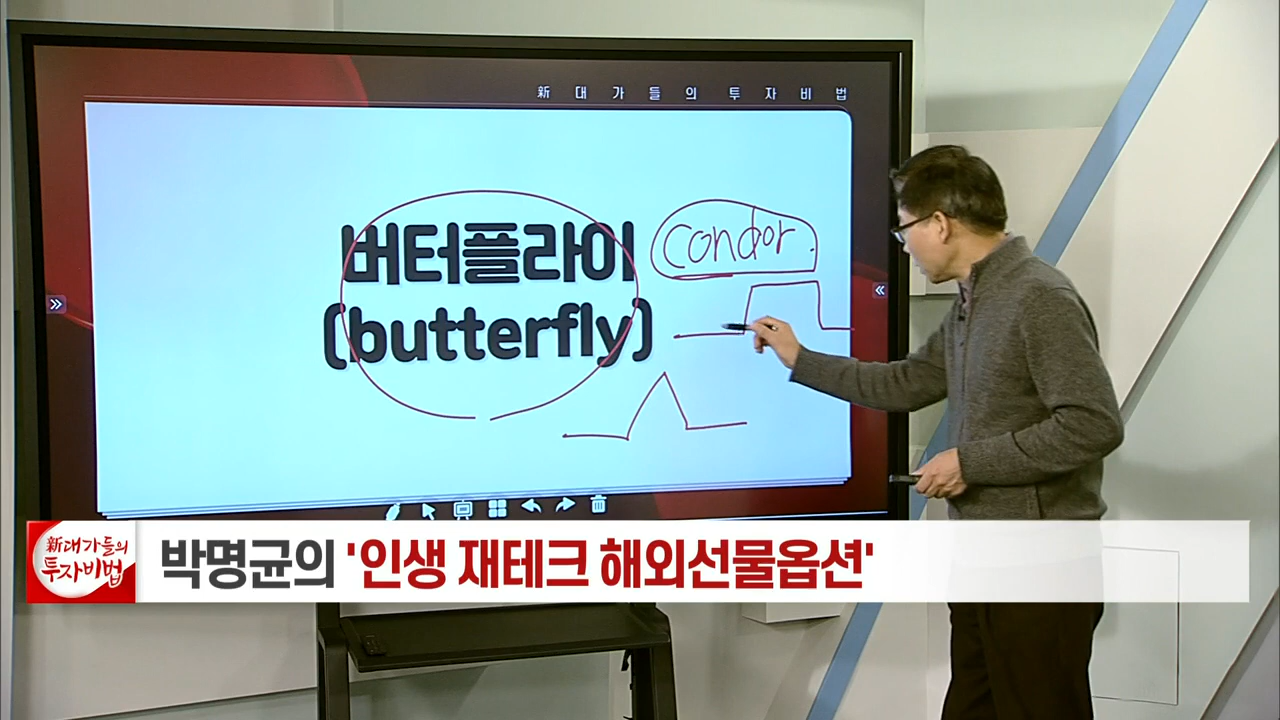 新대가들의투자비법
버터플라이
(butterfly)
condor
新대가들의
투자비법
박명균의 '인생 재테크 해외선물옵션'